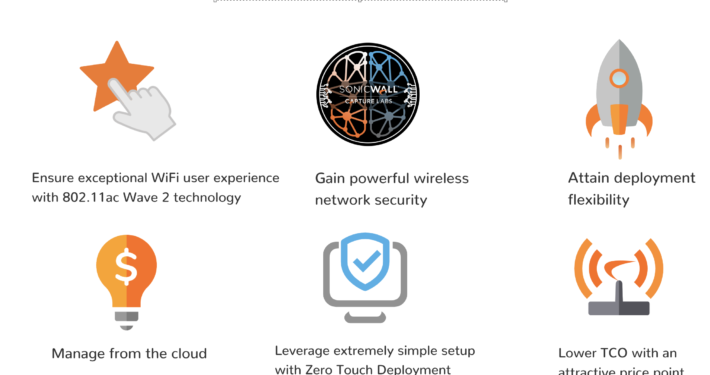 SONICWALL
CAPTURE LABS
Ensure exceptional WiFi user experience
with 802.11ac Wave 2 technology
Gain powerful wireless
network security
Attain deployment
flexibility
$
Manage from the cloud
Leverage extremely simple setup
with Zero Touch Deployment
Lower TCO with an
attractive price point